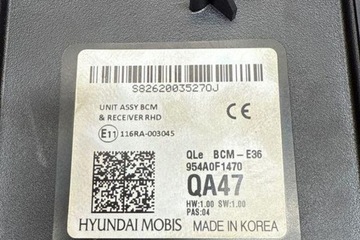 S82620035270J
UNIT ASSY BCM
& RECEIVER RHD
CE
E11 116RA-003045
QLe BCM-E36
954A0F1470
QA47
HW:1.00 SW:1.00
PAS:04
HYUNDAI MOBIS MADE IN KOREA